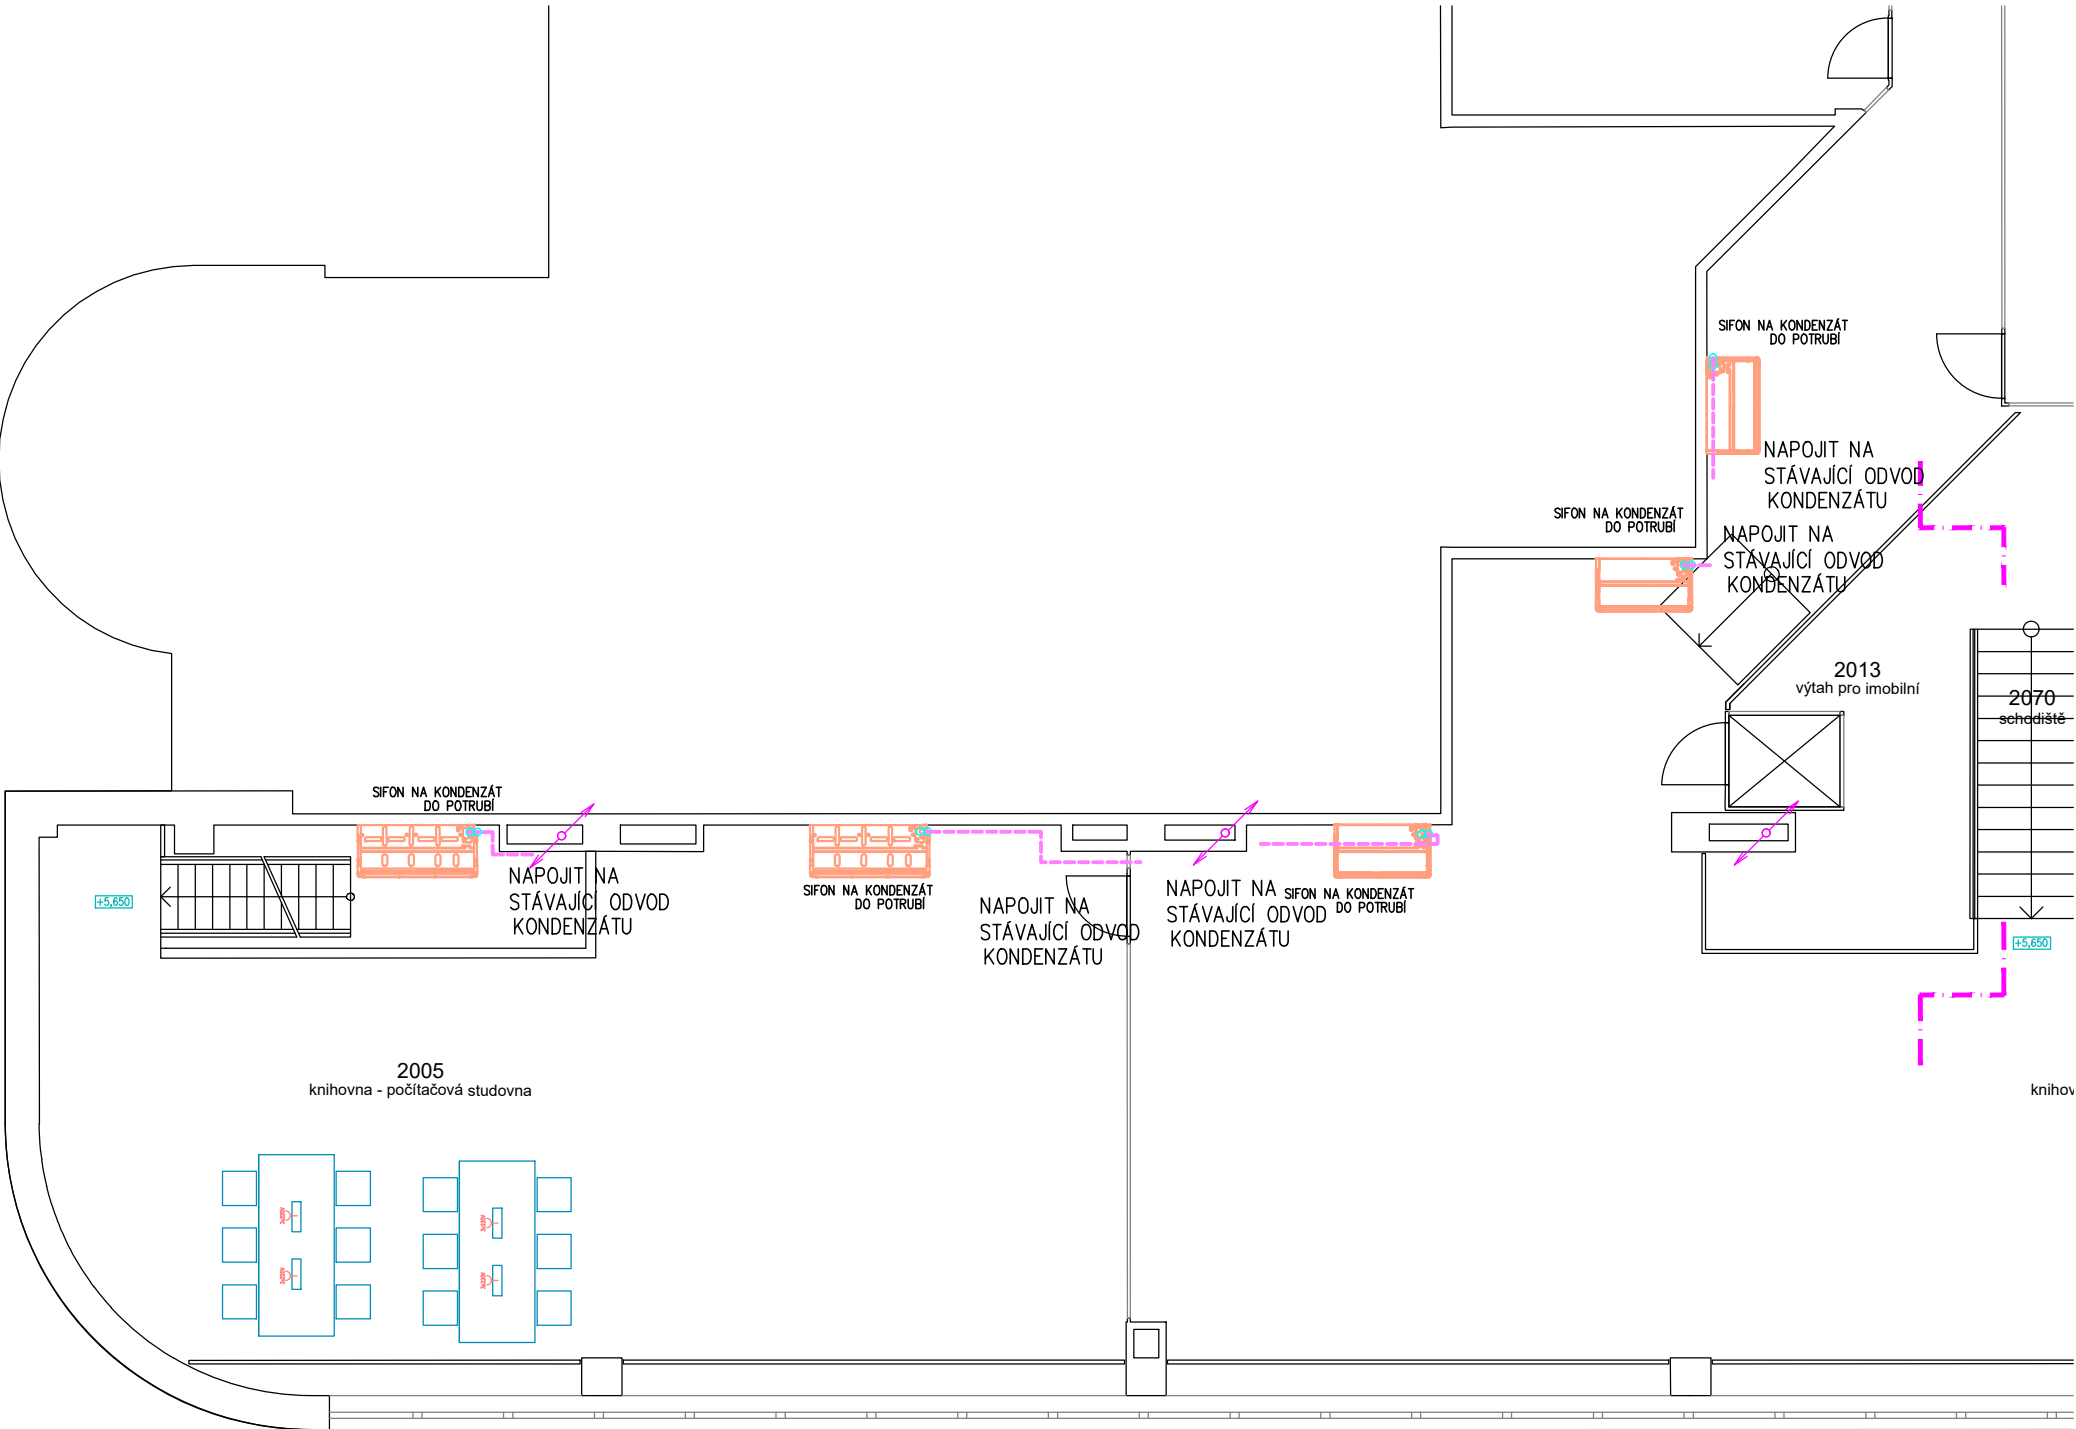 SIFON NA KONDENZÁT
DO POTRUBÍ
NAPOJIT NA
STÁVAJÍCÍ ODVOD
KONDENZÁTU
SIFON NA KONDENZÁT
DO POTRUBÍ
NAPOJIT NA
STÁVAJÍCÍ ODVOD
KONDENZÁTU
2013
výtah pro imobilní
2070
schodiště
SIFON NA KONDENZÁT
DO POTRUBÍ
NAPOJIT NA
STÁVAJÍCÍ ODVOD
KONDENZÁTU
SIFON NA KONDENZÁT
DO POTRUBÍ
NAPOJIT NA
STÁVAJÍCÍ ODVOD
KONDENZÁTU
NAPOJIT NA
STÁVAJÍCÍ ODVOD
KONDENZÁTU
SIFON NA KONDENZÁT
DO POTRUBÍ
+5,650
+5,650
2005
knihovna - počítačová studovna
knihov